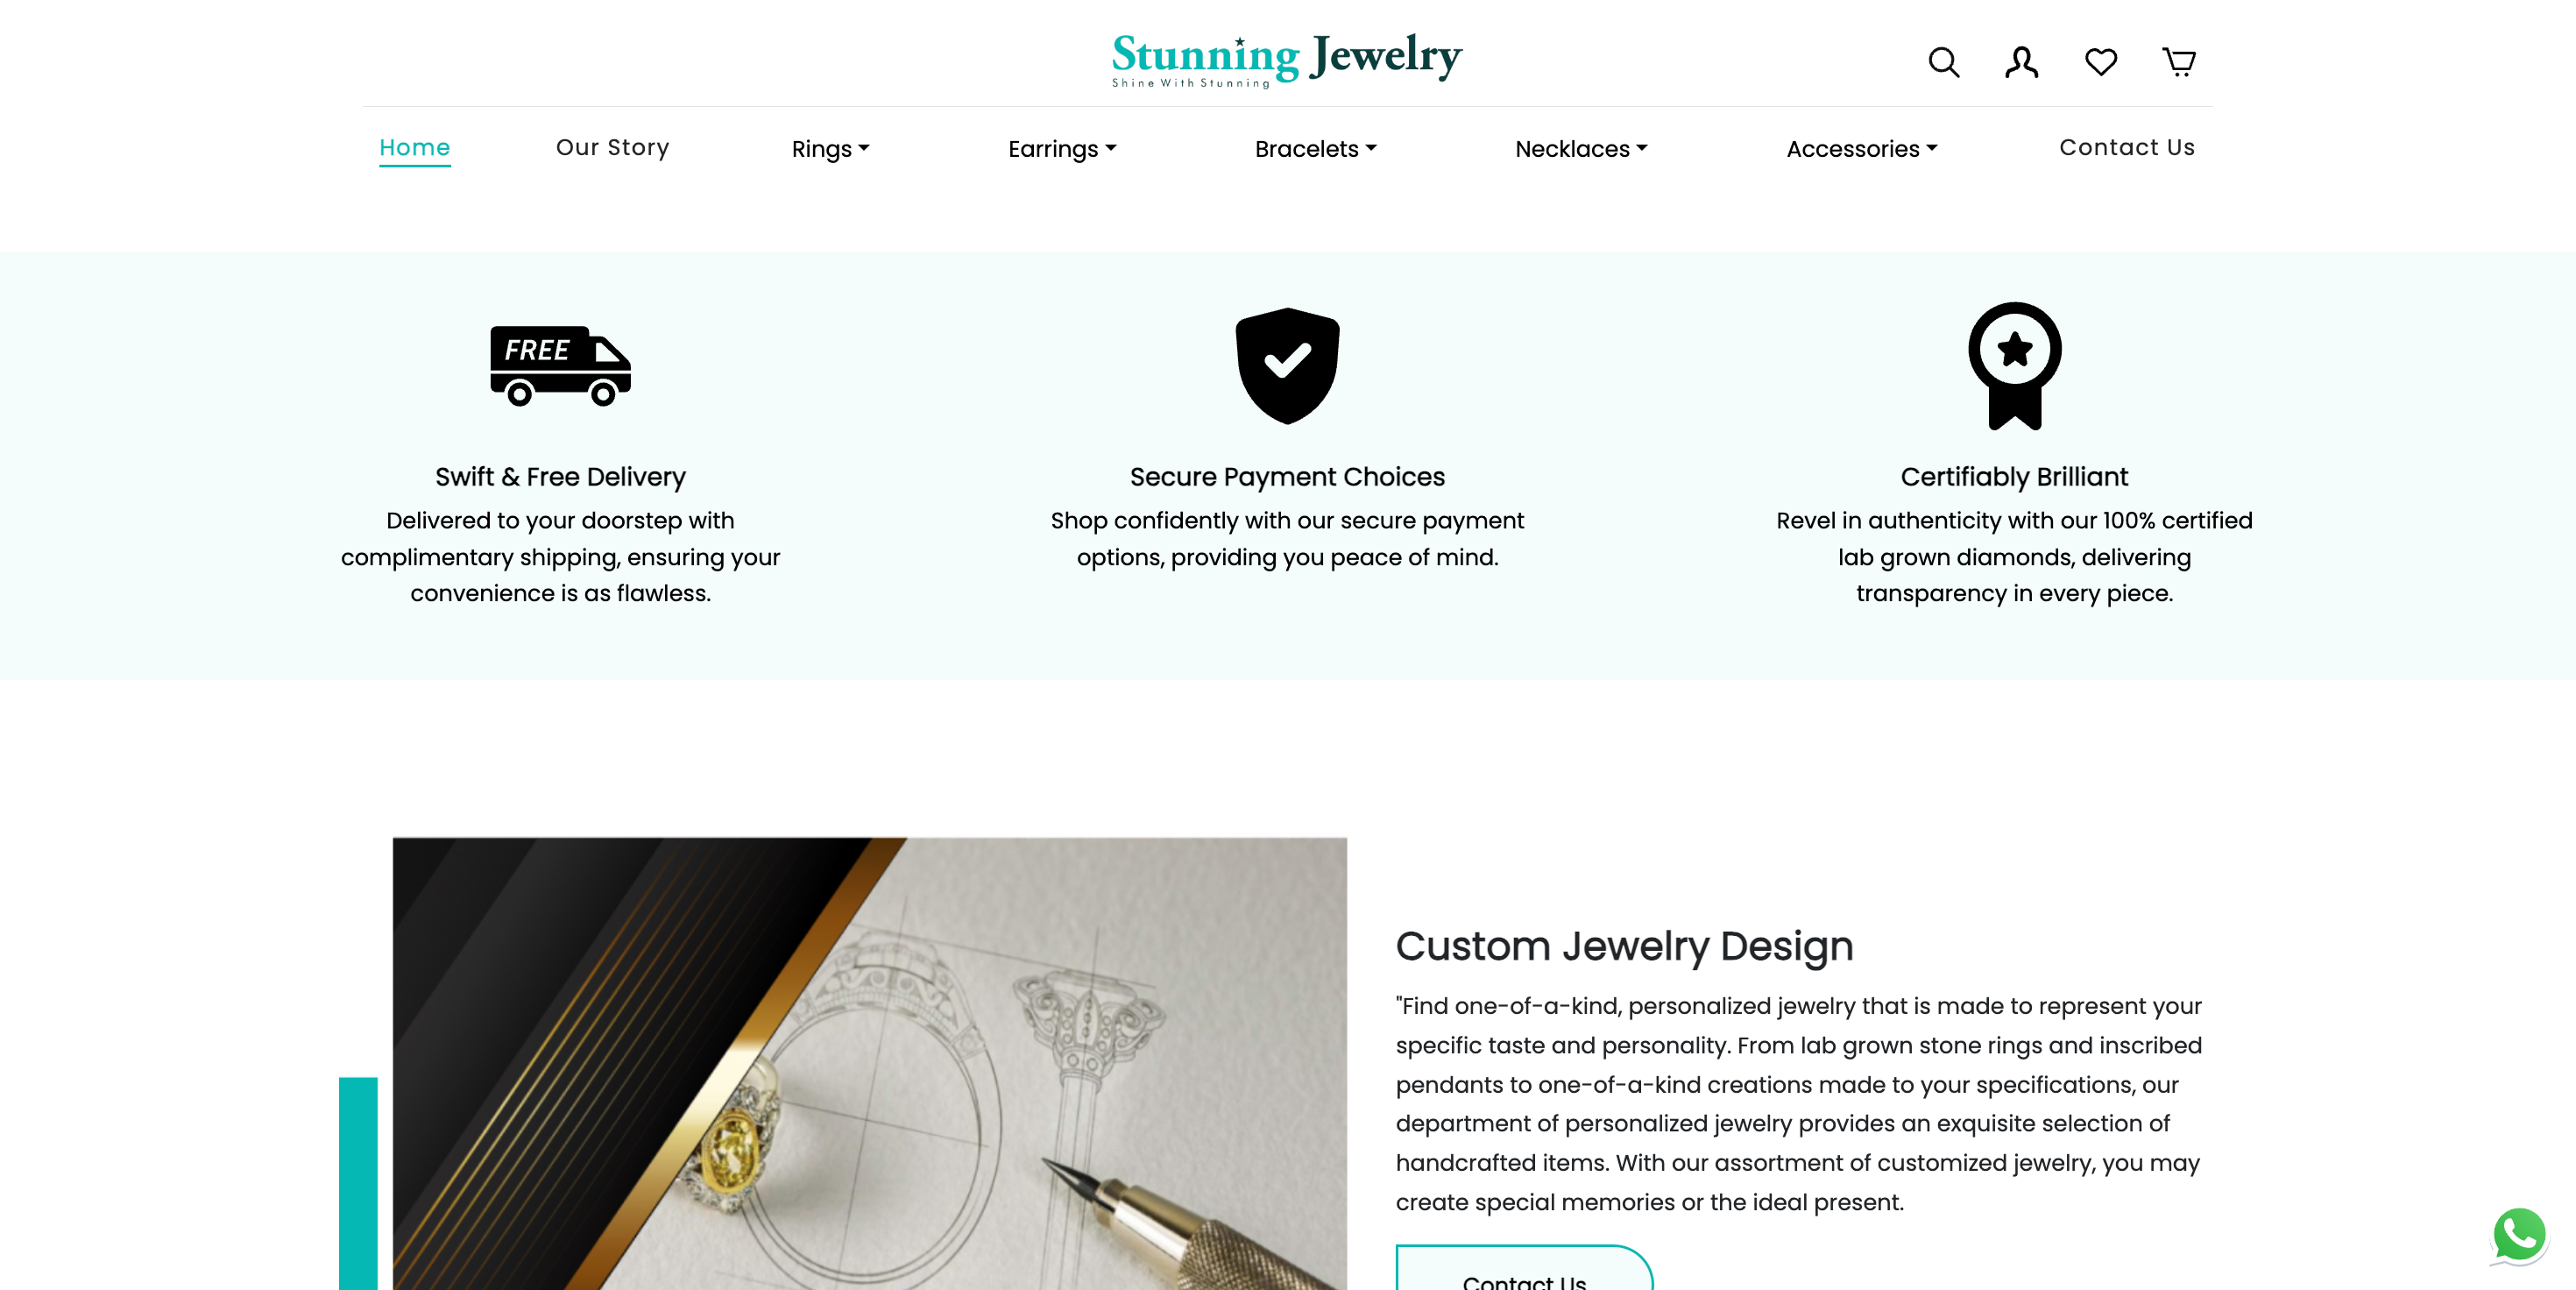 Stunning Jewelry
Shine With Stunning
Home Our Story Rings Earrings Bracelets Necklaces Accessories Contact Us
FREE
Swift & Free Delivery
Delivered to your doorstep with
complimentary shipping, ensuring your
convenience is as flawless.
Secure Payment Choices
Shop confidently with our secure payment
options, providing you peace of mind.
Certifiably Brilliant
Revel in authenticity with our 100% certified
lab grown diamonds, delivering
transparency in every piece.
Custom Jewelry Design
"Find one-of-a-kind, personalized jewelry that is made to represent your
specific taste and personality. From lab grown stone rings and inscribed
pendants to one-of-a-kind creations made to your specifications, our
department of personalized jewelry provides an exquisite selection of
handcrafted items. With our assortment of customized jewelry, you may
create special memories or the ideal present.
Contact Us